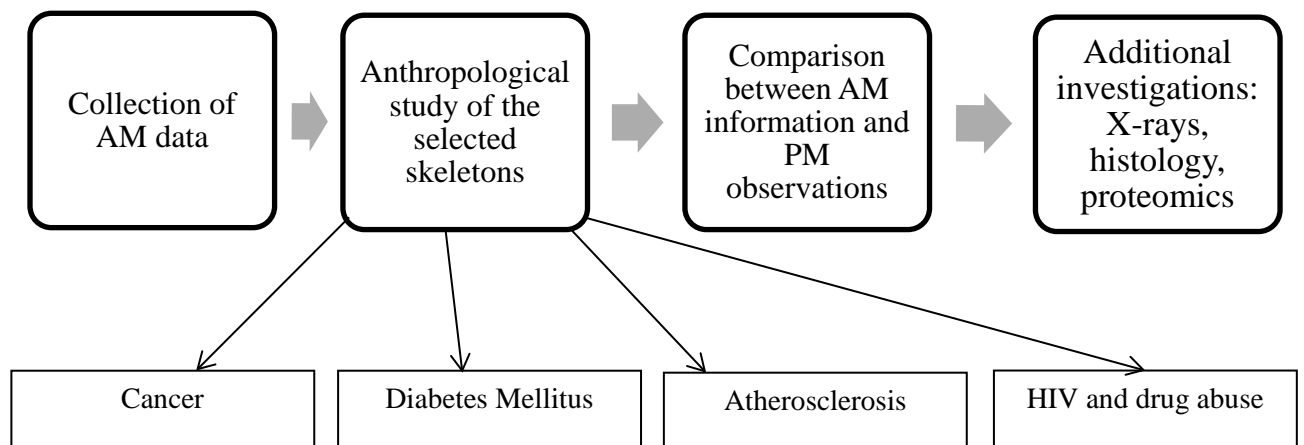 Collection of
AM data
Anthropological
study of the
selected
skeletons
Comparison
between AM
information and
PM
observations
Additional
investigations:
X-rays,
histology,
proteomics
Cancer
Diabetes Mellitus
Atherosclerosis
HIV and drug abuse